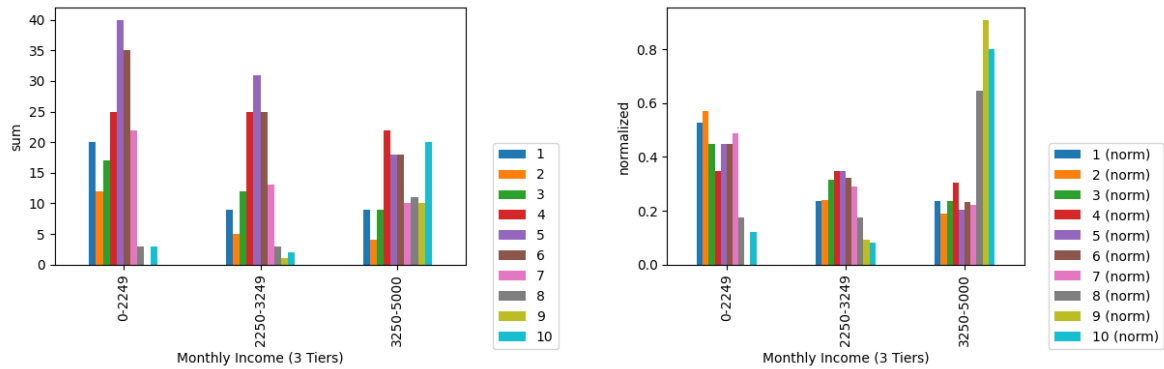 40
35
30
25
20
15
10
5
0
sum
0-2249
2250-3249
3250-5000
Monthly Income (3 Tiers)
1
2
3
4
5
6
7
8
9
10
0.8
0.6
0.4
0.2
0.0
normalized
0-2249
2250-3249
3250-5000
Monthly Income (3 Tiers)
1 (norm)
2 (norm)
3 (norm)
4 (norm)
5 (norm)
6 (norm)
7 (norm)
8 (norm)
9 (norm)
10 (norm)